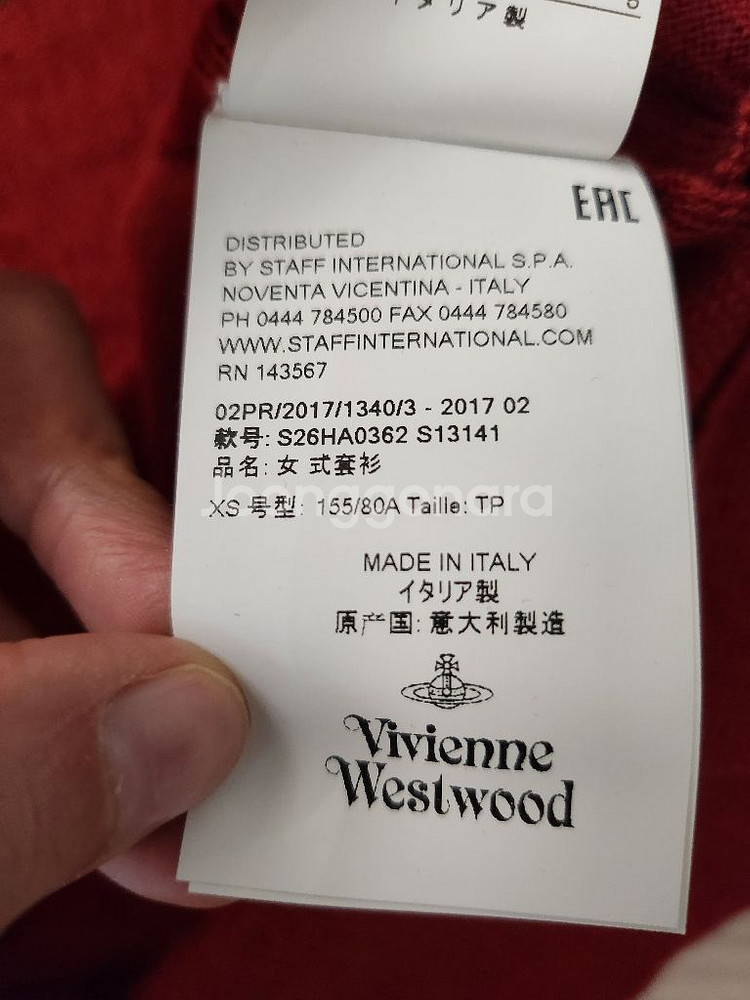 イタリア製
EAC
DISTRIBUTED
BY STAFF INTERNATIONAL S.P.A.
NOVENTA VICENTINA - ITALY
PH 0444 784500 FAX 0444 784580
WWW.STAFFINTERNATIONAL.COM
RN 143567
02PR/2017/1340/3 - 2017 02
款号: S26HA0362 S13141
品名: 女 式套衫
XS 号型: 155/80A Taille: TP
Joonggonara
MADE IN ITALY
イタリア製
原产国: 意大利製造
Vivienne
Westwood